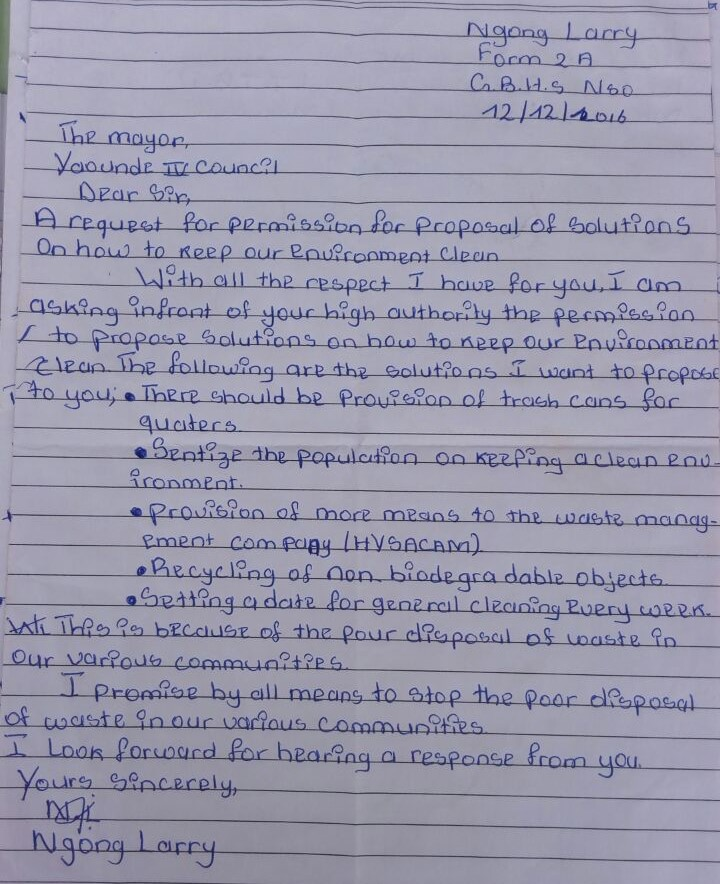 Ngong Larry
Form 2 A
G.B.H.S Nso
12/12/2016
The mayor,
Yaounde IV Council
Dear Sir,
A request for permission for proposal of solutions
on how to keep our environment clean
With all the respect I have for you, I am
asking infront of your high authority the permission
to propose solutions on how to keep our environment
clean. The following are the solutions I want to propose
to you; • There should be provision of trash cans for
quaters.
• Sentize the population on keeping a clean env-
ironment.
• Provision of more means to the waste manag-
ement company (HVSACAM)
• Recycling of non biodegradable objects.
• Setting a date for general cleaning every week.
This is because of the pour disposal of waste in
our various communities.
I promise by all means to stop the poor disposal
of waste in our various communities.
I Look forward for hearing a response from you.
Yours Sincerely,
Ngong Larry